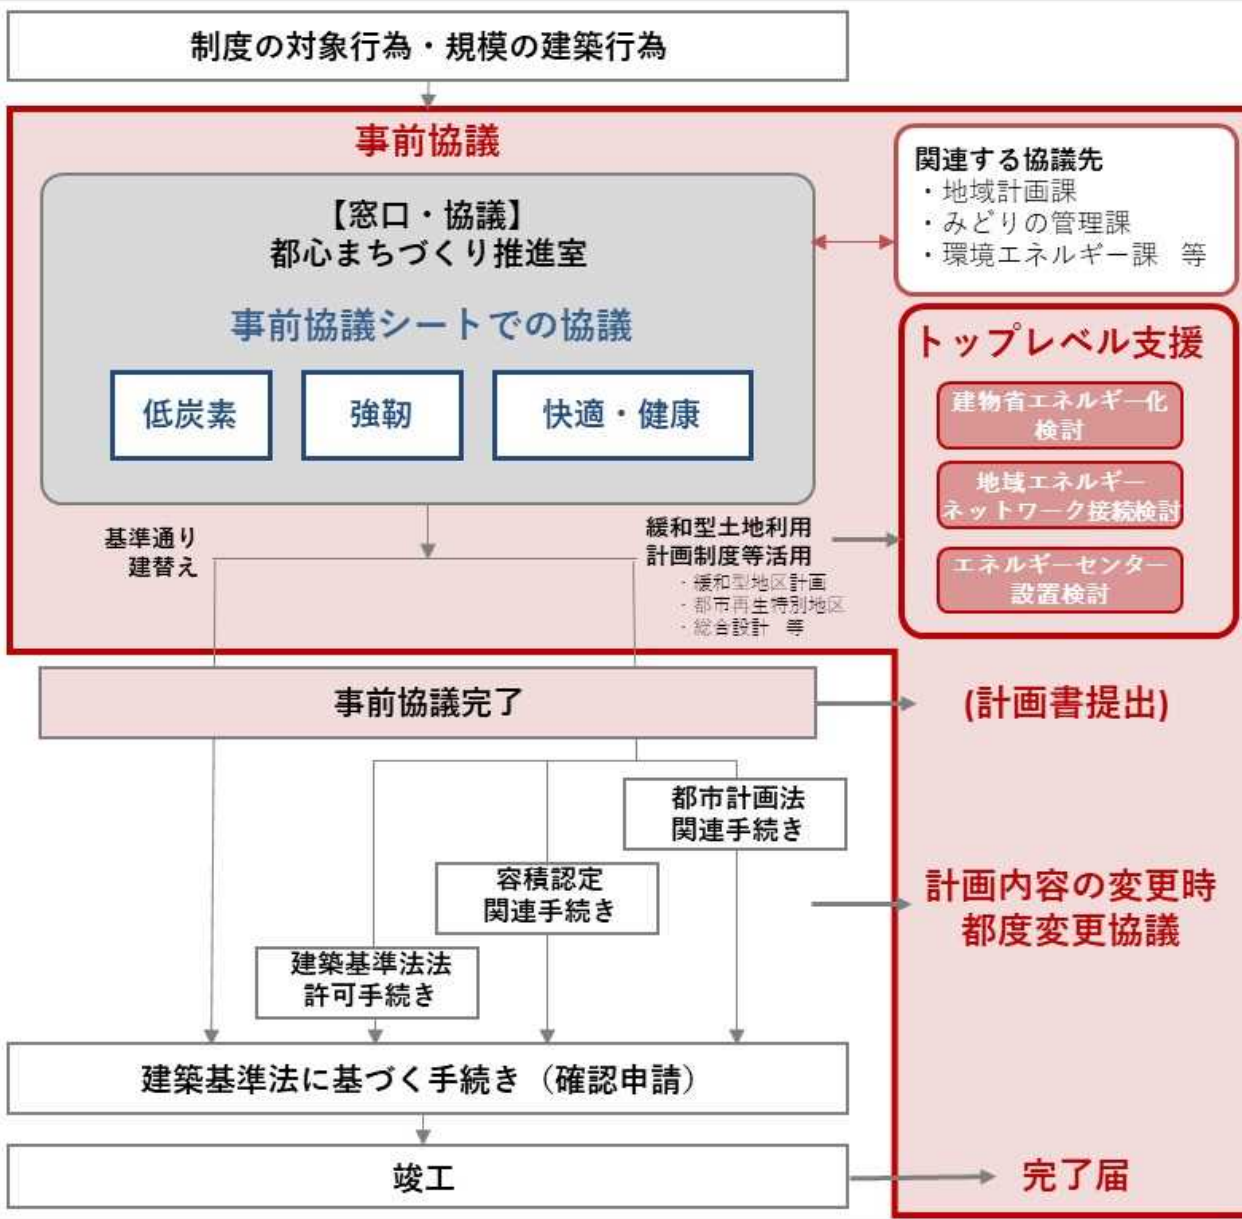 制度の対象行為・規模の建築行為
事前協議
【窓口・協議】
都心まちづくり推進室
事前協議シートでの協議
低炭素
強靭
快適・健康
関連する協議先
・地域計画課
・みどりの管理課
・環境エネルギー課 等
トップレベル支援
建物省エネルギー化
検討
地域エネルギー
ネットワーク接続検討
エネルギーセンター
設置検討
基準通り
建替え
緩和型土地利用
計画制度等活用
・緩和型地区計画
・都市再生特別地区
・総合設計 等
事前協議完了
(計画書提出)
都市計画法
関連手続き
容積認定
関連手続き
建築基準法法
許可手続き
計画内容の変更時
都度変更協議
建築基準法に基づく手続き（確認申請）
竣工
完了届